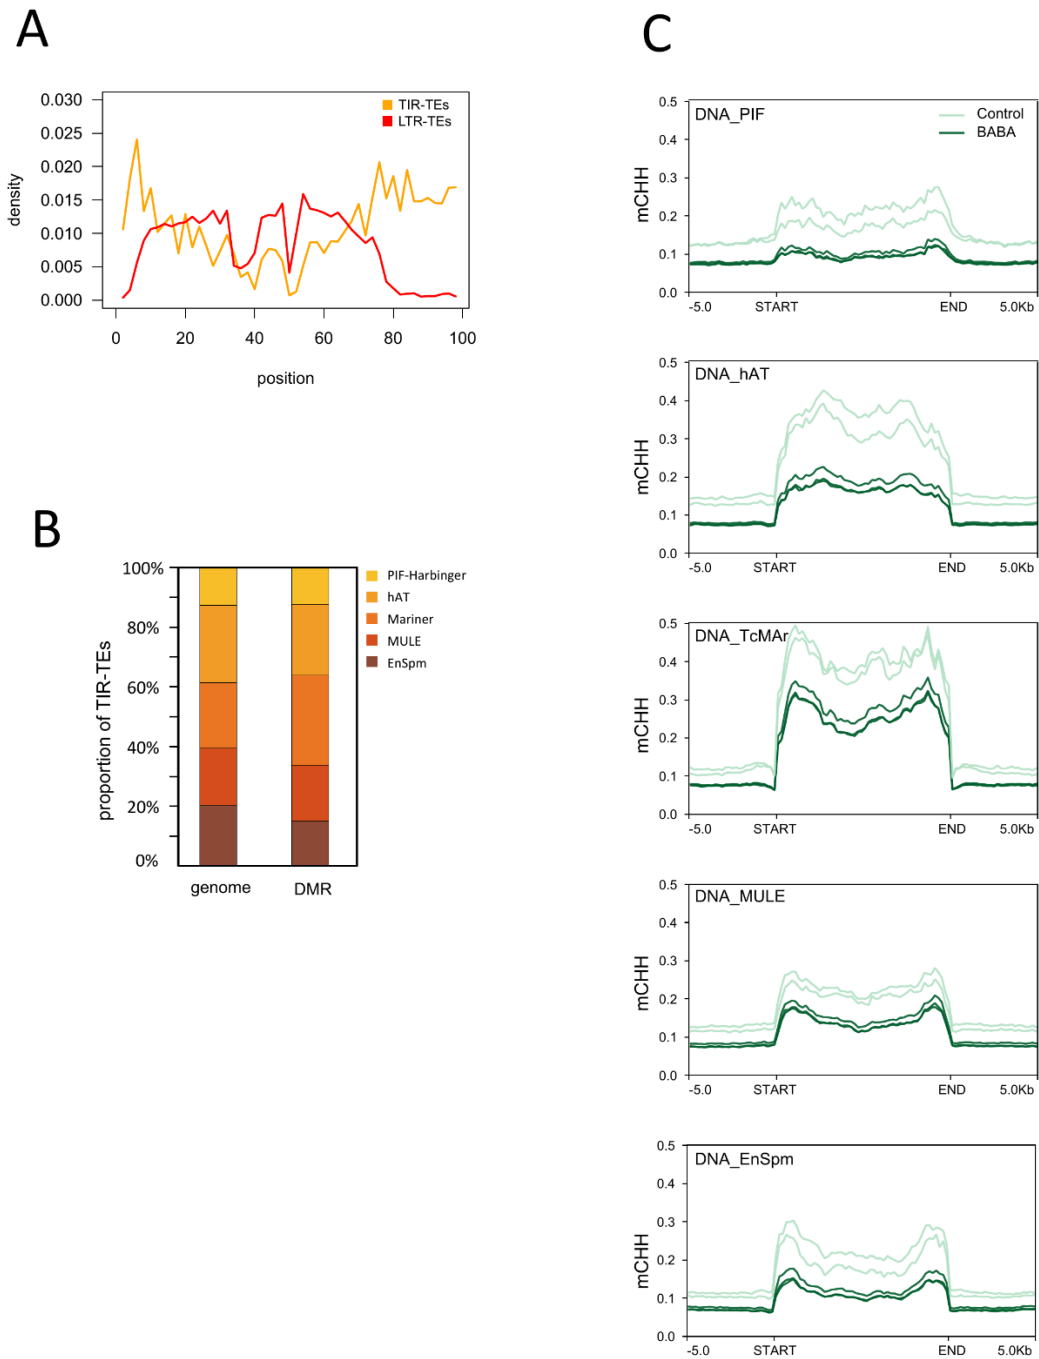 A
0.030
0.025
0.020
0.015
0.010
0.005
0.000
density
TIR-TEs
LTR-TEs
0 20 40 60 80 100
position
B
100%
80%
60%
40%
20%
0%
proportion of TIR-TEs
genome DMR
PIF-Harbinger
hAT
Mariner
MULE
EnSpm
C
DNA_PIF
Control
BABA
0.5
0.4
0.3
0.2
0.1
0.0
mCHH
-5.0 START END 5.0Kb
DNA_hAT
0.5
0.4
0.3
0.2
0.1
0.0
mCHH
-5.0 START END 5.0Kb
DNA_TcMAr
0.5
0.4
0.3
0.2
0.1
0.0
mCHH
-5.0 START END 5.0Kb
DNA_MULE
0.5
0.4
0.3
0.2
0.1
0.0
mCHH
-5.0 START END 5.0Kb
DNA_EnSpm
0.5
0.4
0.3
0.2
0.1
0.0
mCHH
-5.0 START END 5.0Kb